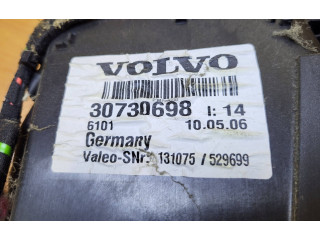 VOLVO
30730698 I: 14
6101 10.05.06
Germany
Valeo-SNr: 131075 / 529699